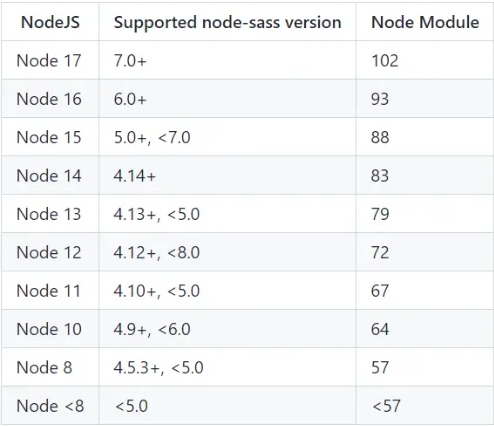 NodeJS Supported node-sass version Node Module
Node 17 7.0+ 102
Node 16 6.0+ 93
Node 15 5.0+, <7.0 88
Node 14 4.14+ 83
Node 13 4.13+, <5.0 79
Node 12 4.12+, <8.0 72
Node 11 4.10+, <5.0 67
Node 10 4.9+, <6.0 64
Node 8 4.5.3+, <5.0 57
Node <8 <5.0 <57